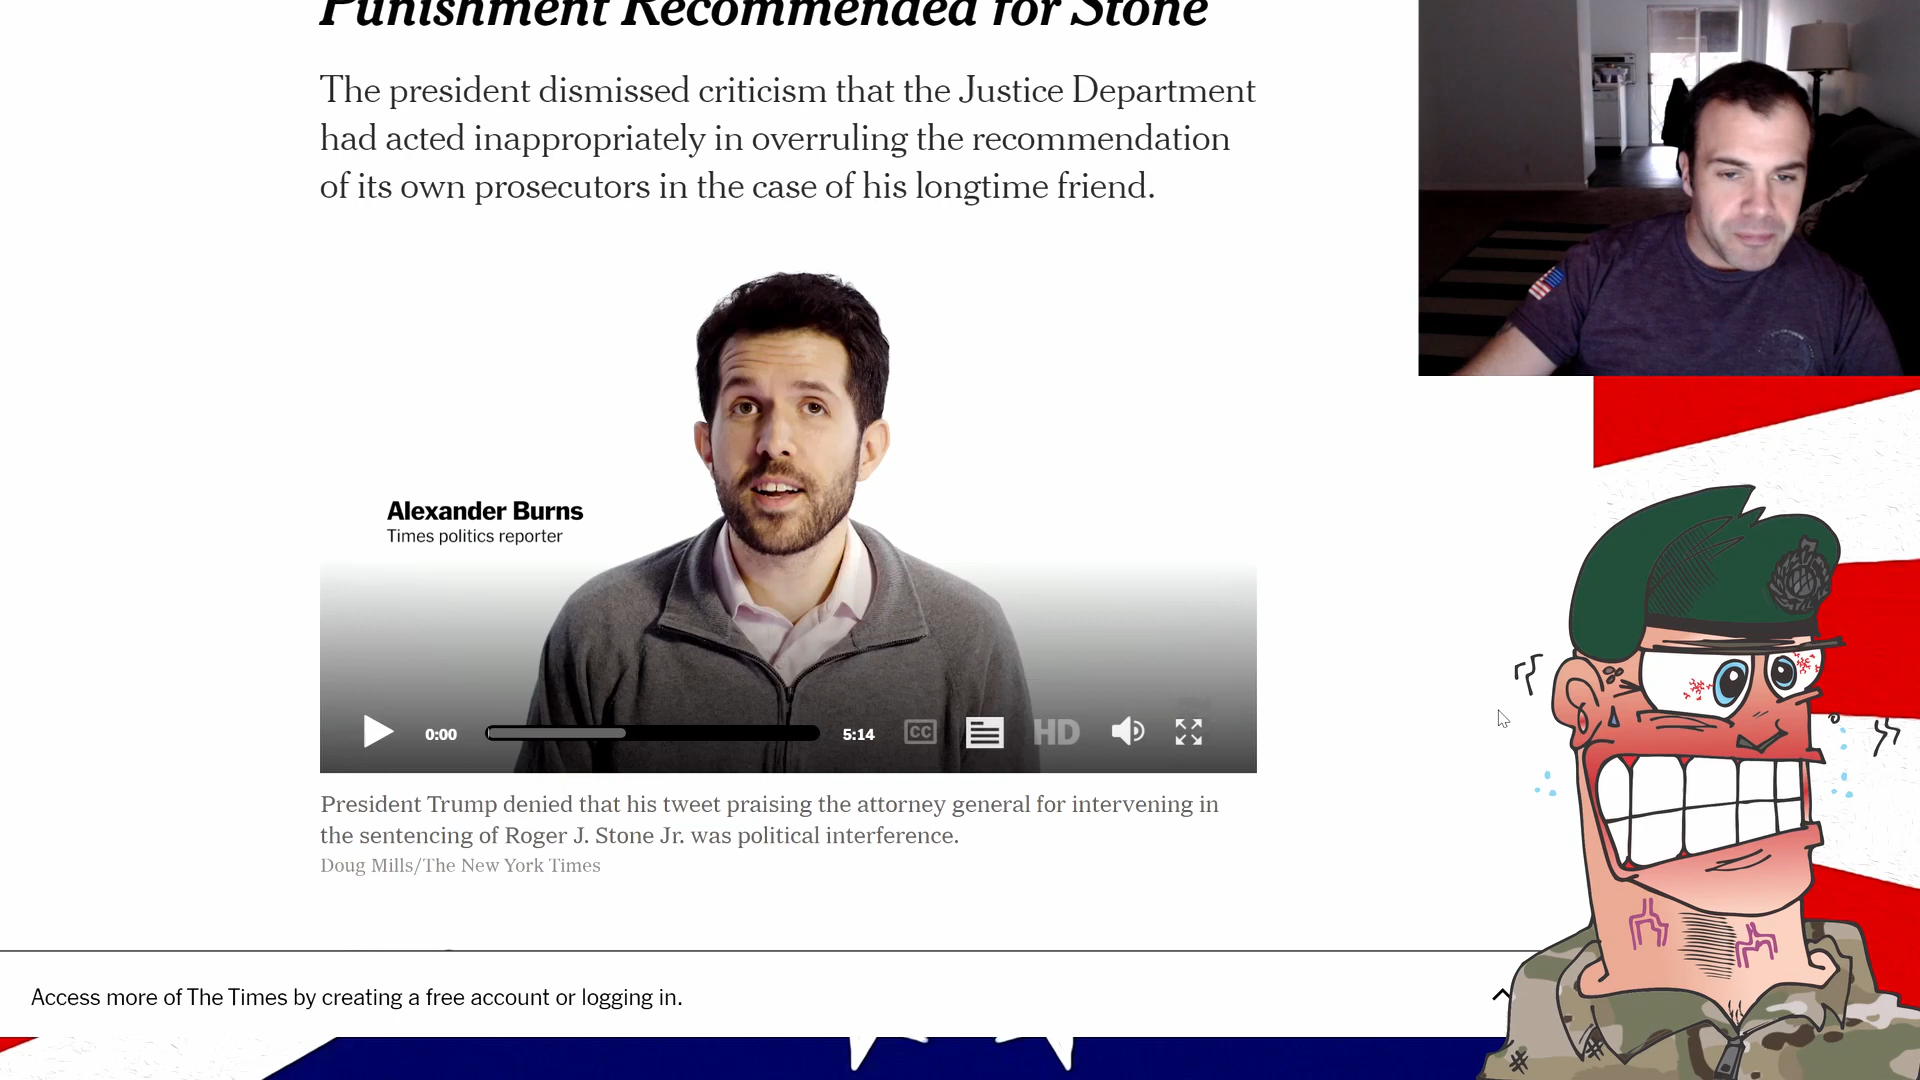 Punishment Recommended for Stone
The president dismissed criticism that the Justice Department
had acted inappropriately in overruling the recommendation
of its own prosecutors in the case of his longtime friend.
Alexander Burns
Times politics reporter
0:00
5:14
CC
HD
President Trump denied that his tweet praising the attorney general for intervening in
the sentencing of Roger J. Stone Jr. was political interference.
Doug Mills/The New York Times
Access more of The Times by creating a free account or logging in.